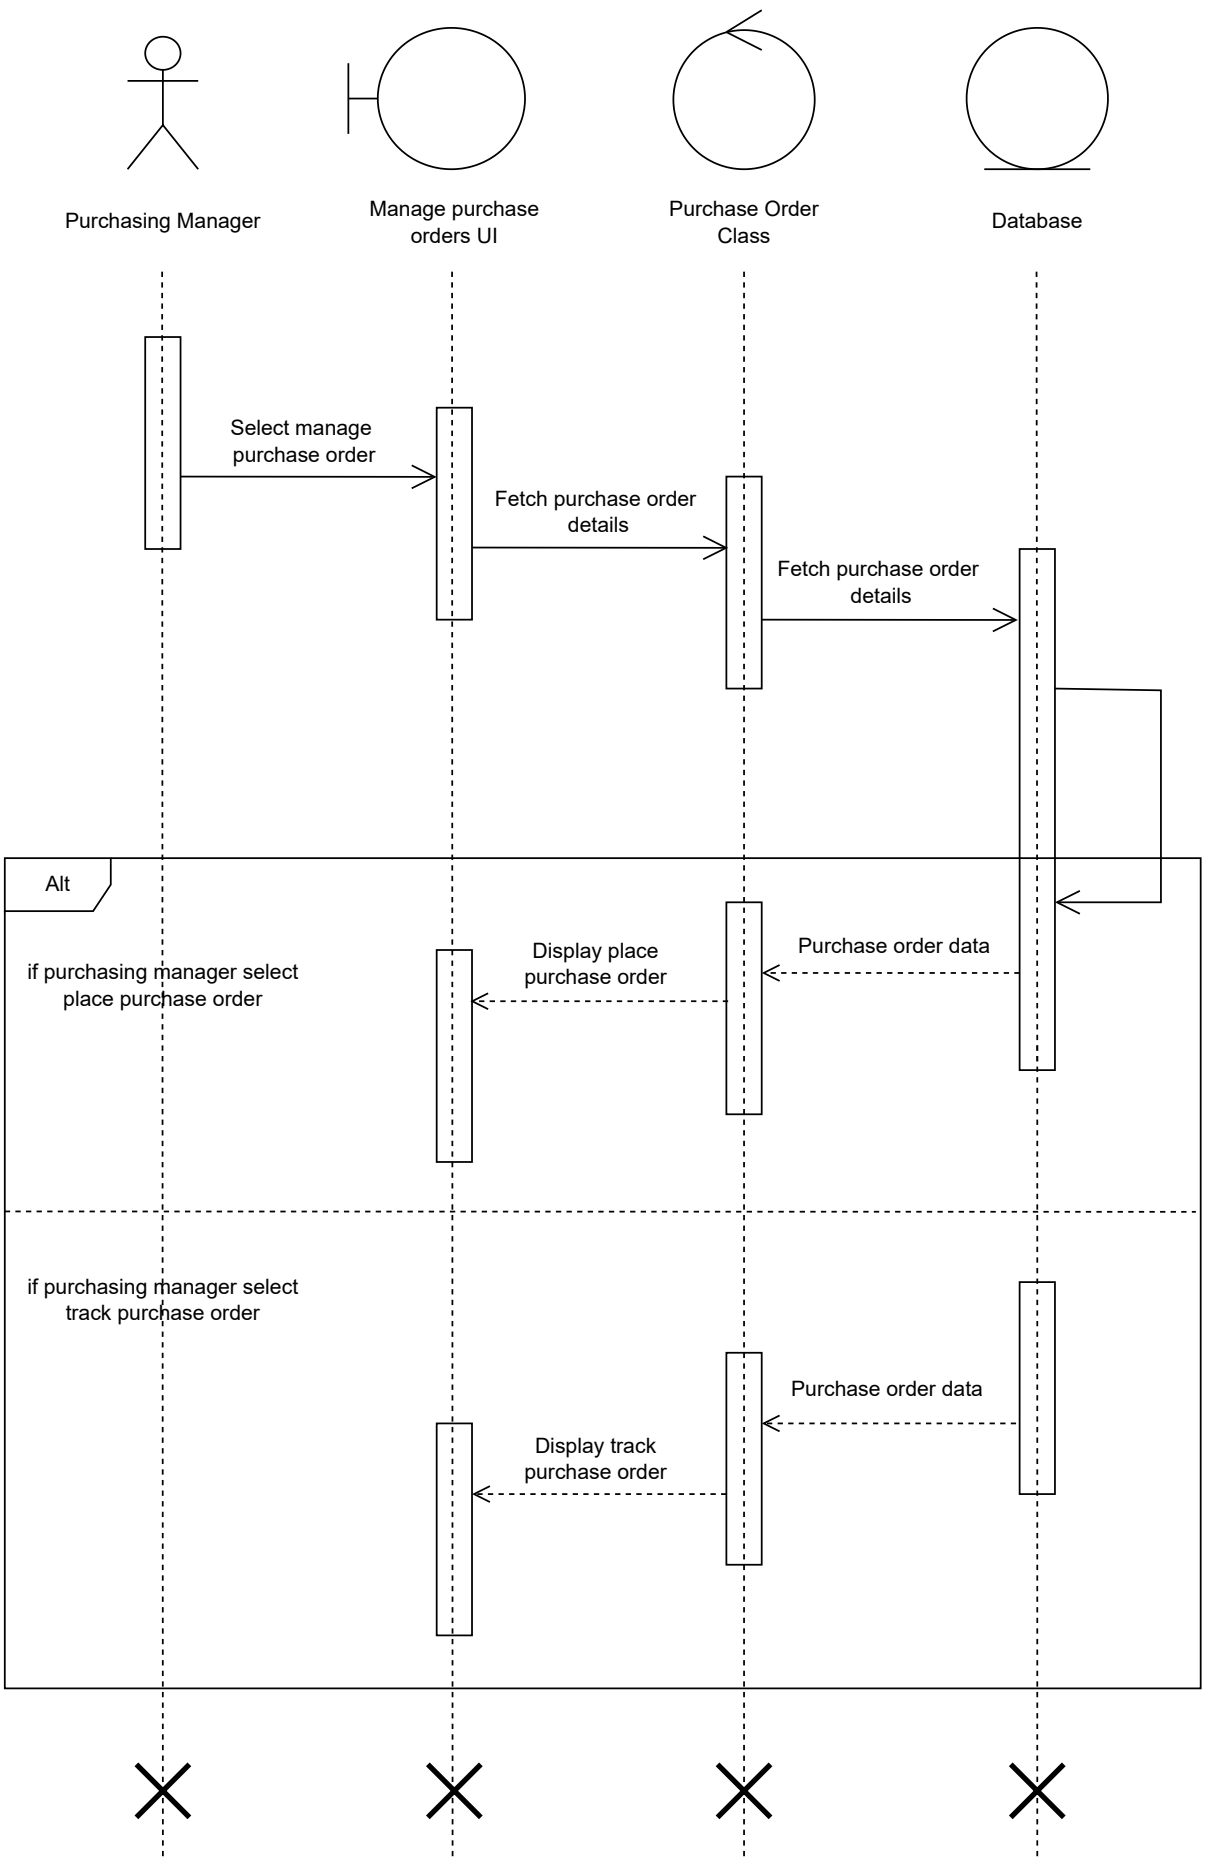 Purchasing Manager
Manage purchase
orders UI
Purchase Order
Class
Database
Select manage
purchase order
Fetch purchase order
details
Fetch purchase order
details
Alt
if purchasing manager select
place purchase order
Display place
purchase order
Purchase order data
if purchasing manager select
track purchase order
Purchase order data
Display track
purchase order